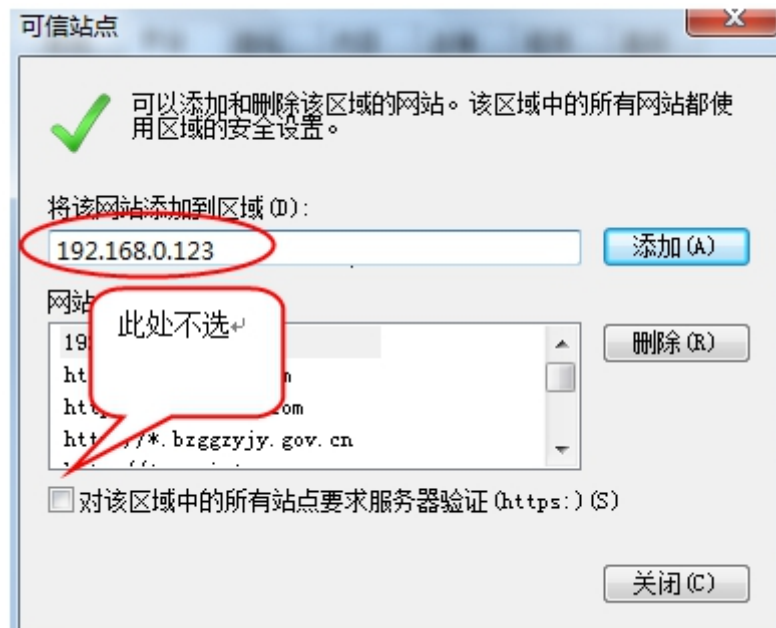 可信站点
可以添加和删除该区域的网站。该区域中的所有网站都使
用区域的安全设置。
将该网站添加到区域(D):
192.168.0.123
添加(A)
网站
此处不选
删除(R)
http://*.bzggzyjy.gov.cn
对该区域中的所有站点要求服务器验证(https:)(S)
关闭(C)